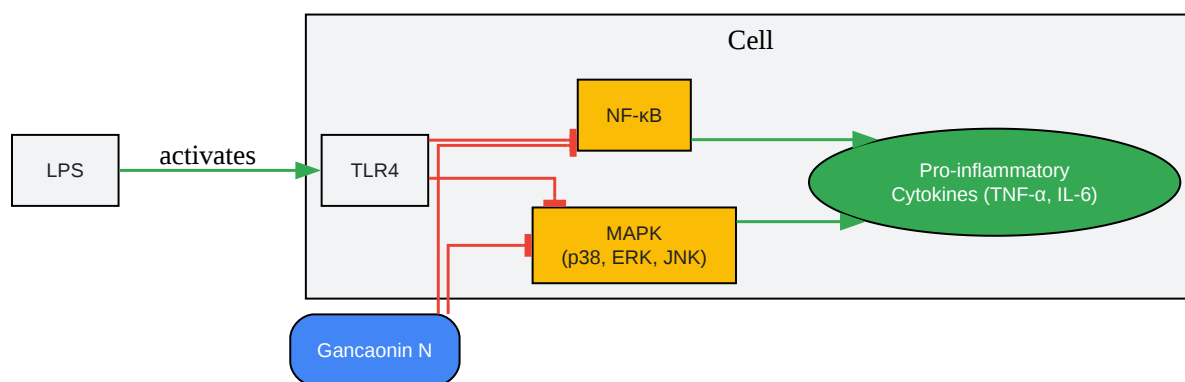 Cell
NF-κB
LPS
activates
TLR4
Pro-inflammatory
Cytokines (TNF-α, IL-6)
MAPK
(p38, ERK, JNK)
Gancaonin N